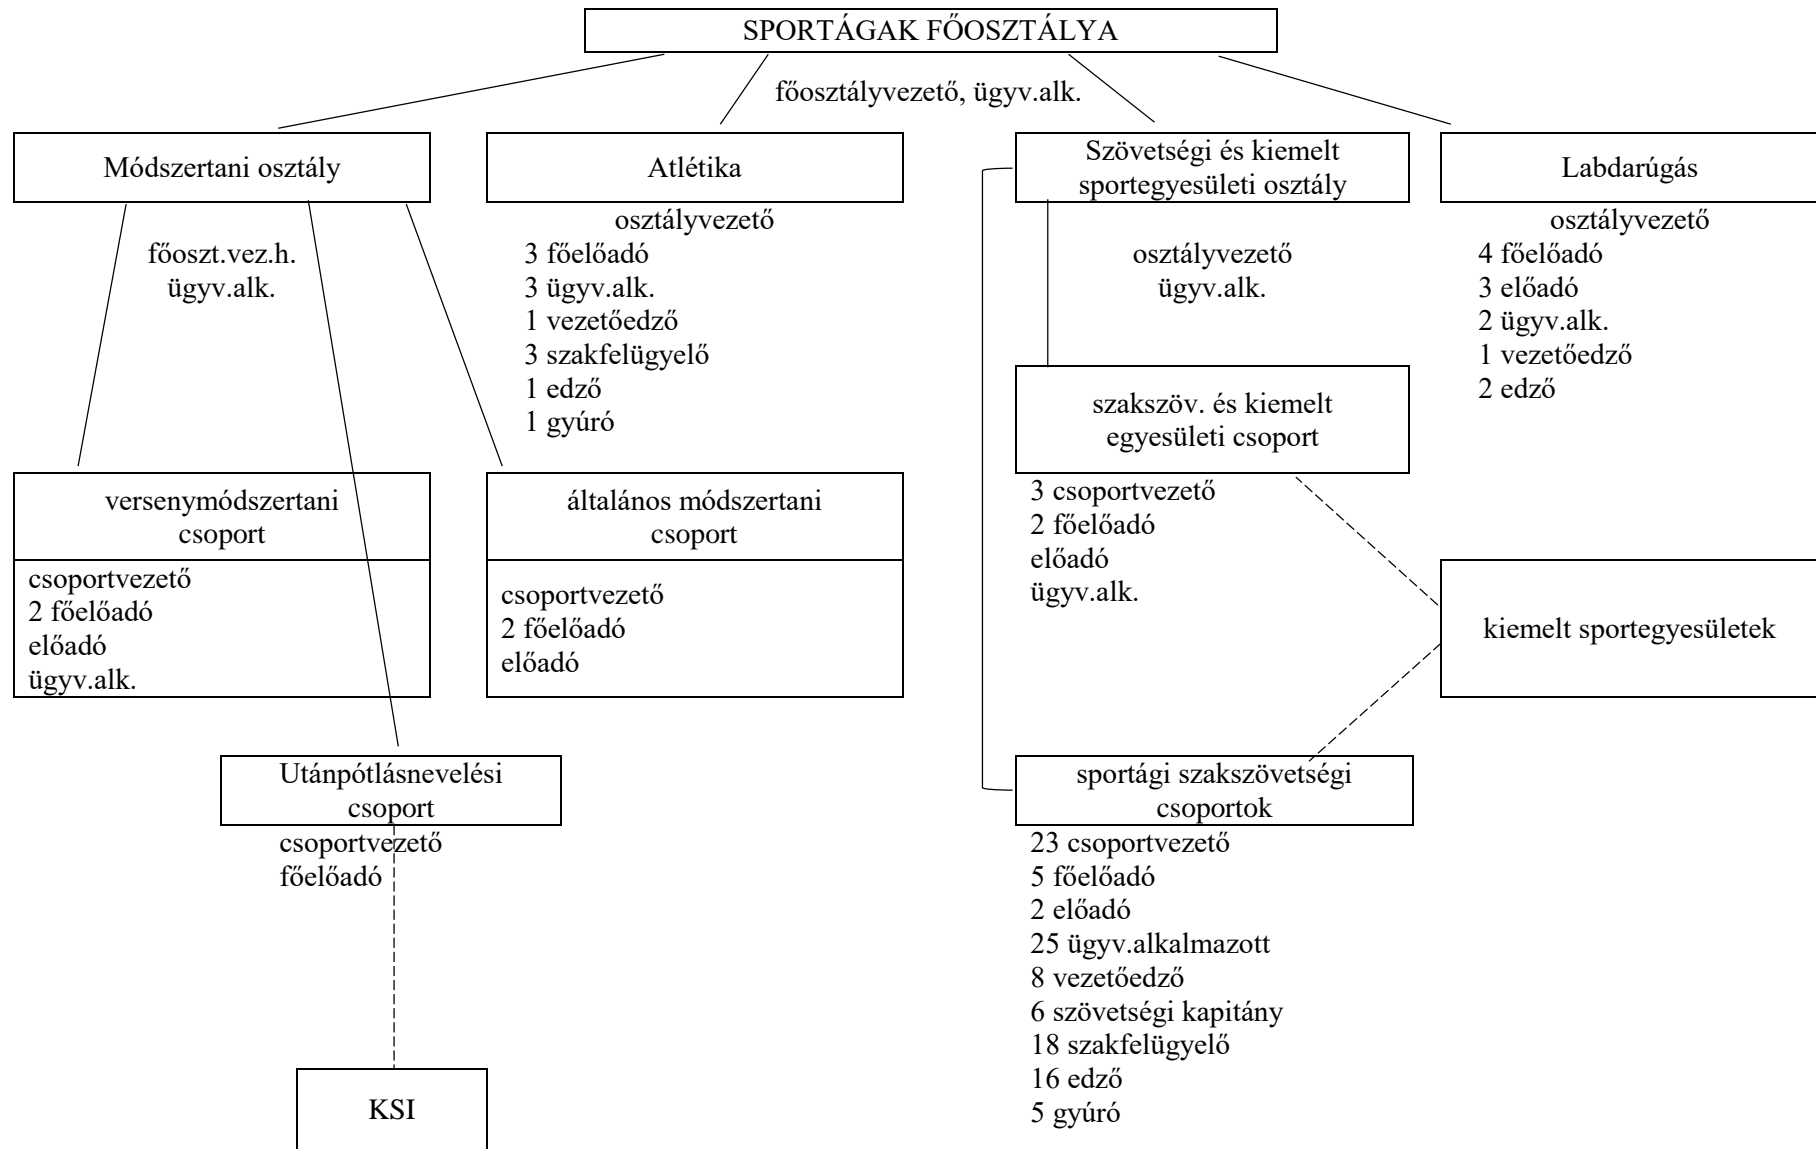 SPORTÁGAK FŐOSZTÁLYA
főosztályvezető, ügyv.alk.
Módszertani osztály
főoszt.vez.h.
ügyv.alk.
Atlétika
osztályvezető
3 főelőadó
3 ügyv.alk.
1 vezetőedző
3 szakfelügyelő
1 edző
1 gyúró
Szövetségi és kiemelt
sportegyesületi osztály
osztályvezető
ügyv.alk.
Labdarúgás
osztályvezető
4 főelőadó
3 előadó
2 ügyv.alk.
1 vezetőedző
2 edző
szakszöv. és kiemelt
egyesületi csoport
3 csoportvezető
2 főelőadó
előadó
ügyv.alk.
versenymódszertani
csoport
csoportvezető
2 főelőadó
előadó
ügyv.alk.
általános módszertani
csoport
csoportvezető
2 főelőadó
előadó
kiemelt sportegyesületek
Utánpótlásnevelési
csoport
csoportvezető
főelőadó
sportági szakszövetségi
csoportok
23 csoportvezető
5 főelőadó
2 előadó
25 ügyv.alkalmazott
8 vezetőedző
6 szövetségi kapitány
18 szakfelügyelő
16 edző
5 gyúró
KSI